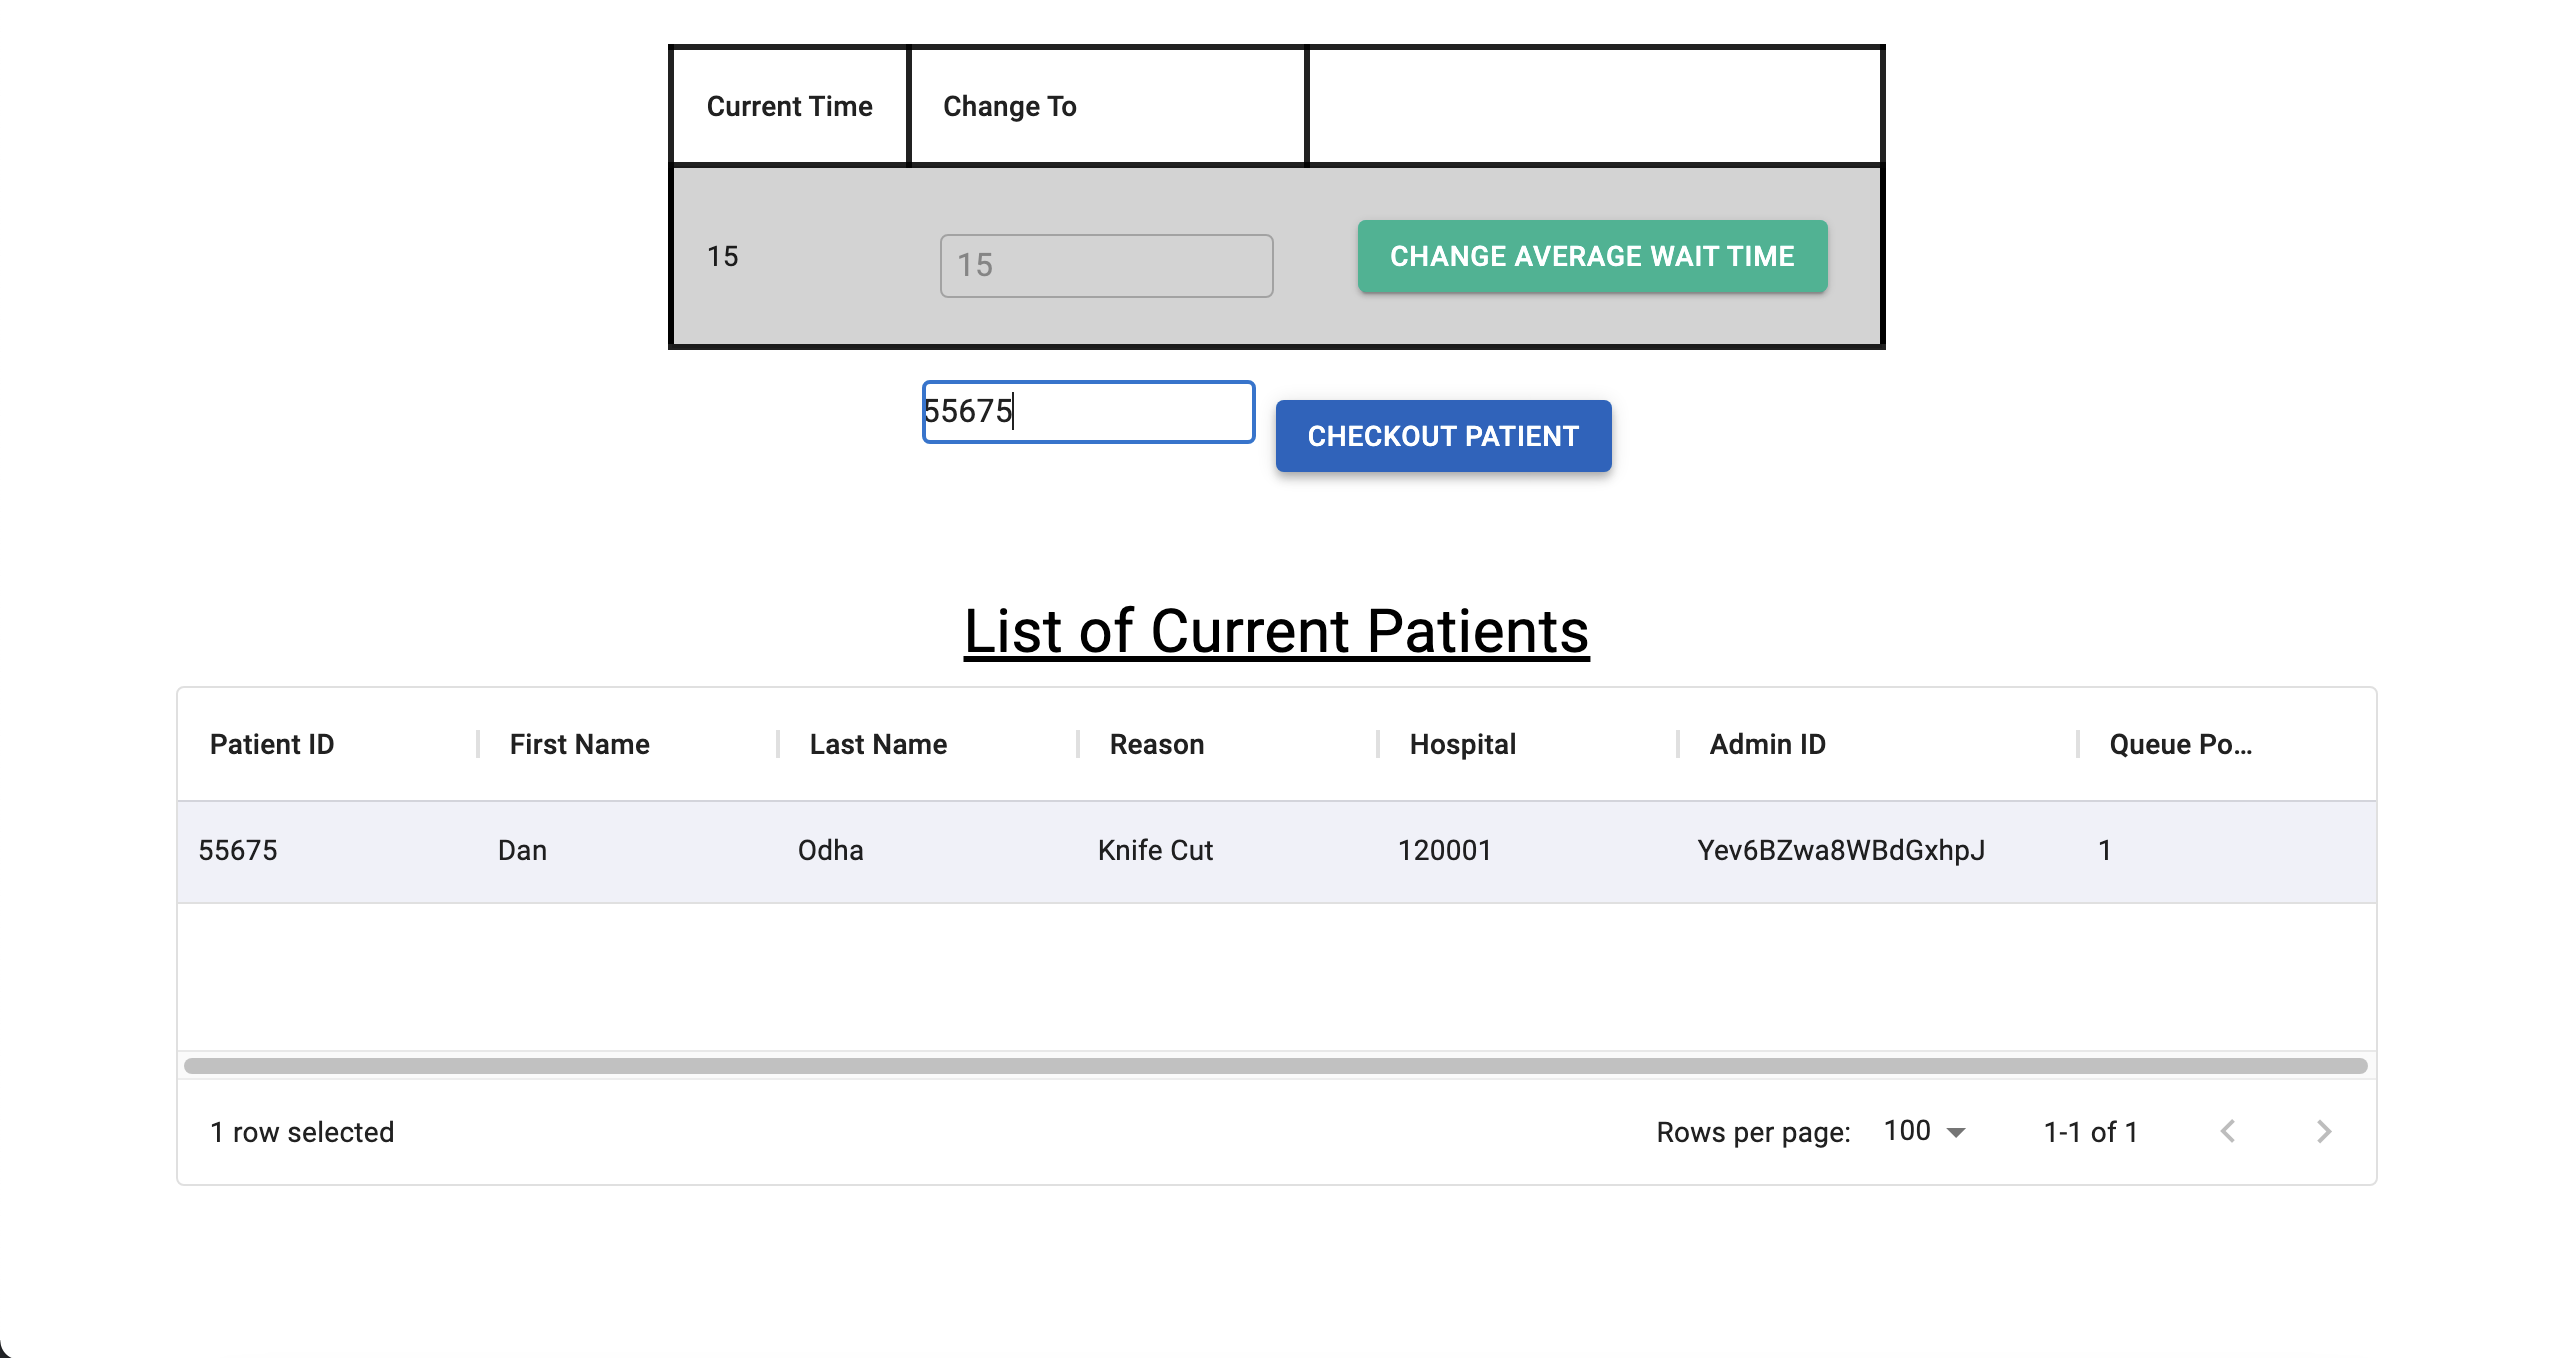 Current Time Change To
15 15 CHANGE AVERAGE WAIT TIME
55675 CHECKOUT PATIENT
List of Current Patients
Patient ID First Name Last Name Reason Hospital Admin ID Queue Po...
55675 Dan Odha Knife Cut 120001 Yev6BZwa8WBdGxhpJ 1
1 row selected Rows per page: 100 1-1 of 1